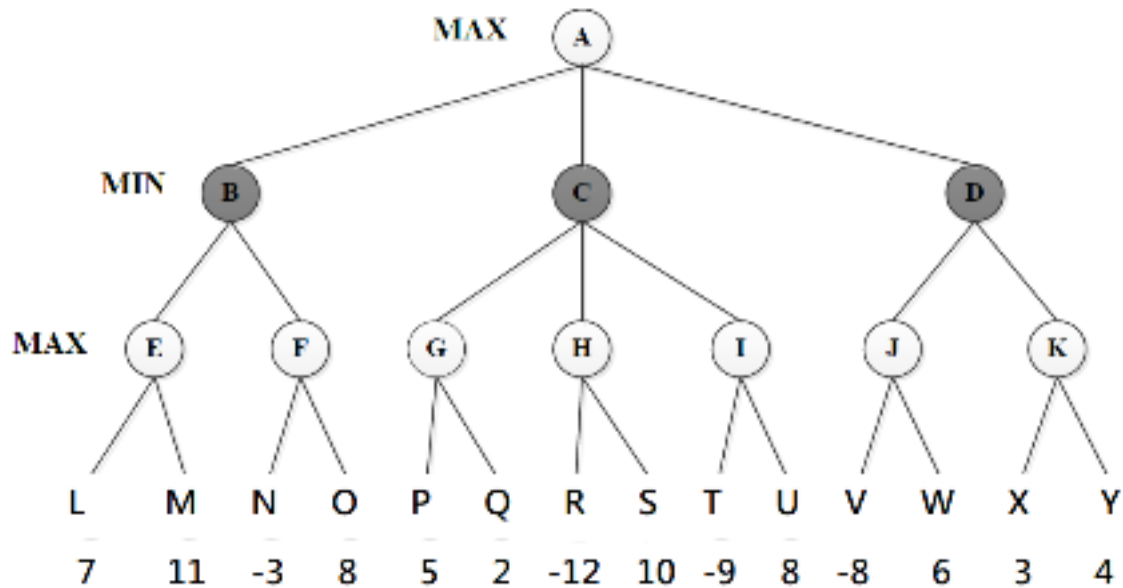 MAX A
MIN B C D
MAX E F G H I J K
L M N O P Q R S T U V W X Y
7 11 -3 8 5 2 -12 10 -9 8 -8 6 3 4